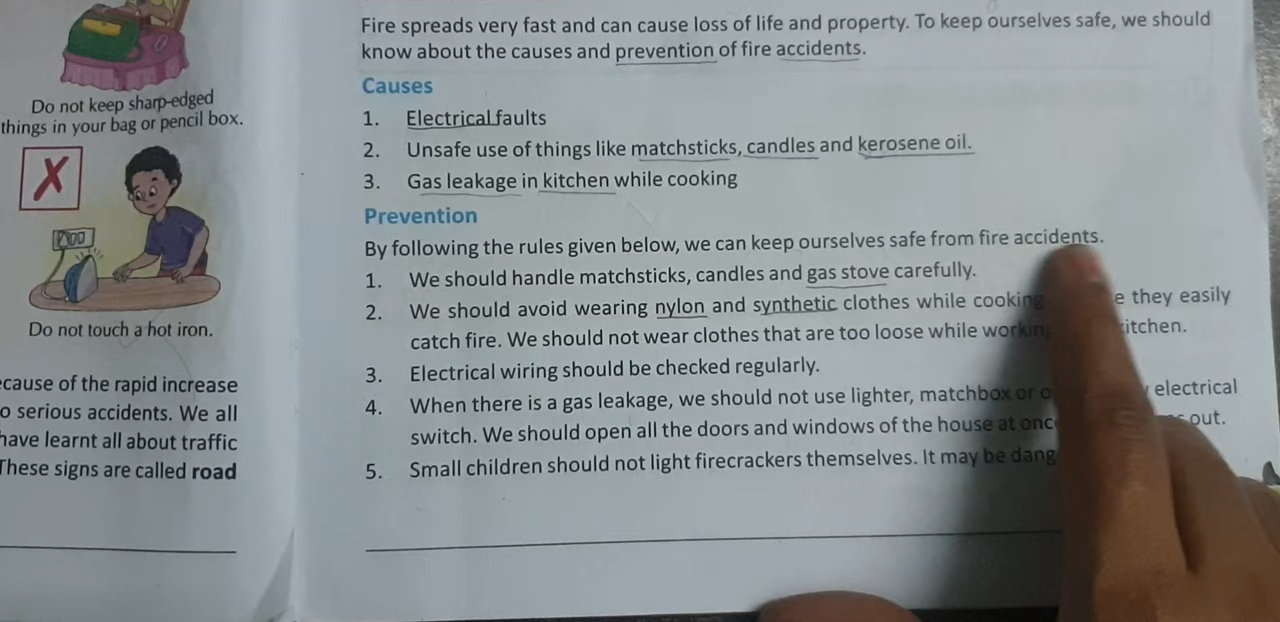 Do not keep sharp-edged
things in your bag or pencil box.
X
Do not touch a hot iron.
cause of the rapid increase
o serious accidents. We all
have learnt all about traffic
These signs are called road
Fire spreads very fast and can cause loss of life and property. To keep ourselves safe, we should
know about the causes and prevention of fire accidents.
Causes
1. Electrical faults
2. Unsafe use of things like matchsticks, candles and kerosene oil.
3. Gas leakage in kitchen while cooking
Prevention
By following the rules given below, we can keep ourselves safe from fire accidents.
1. We should handle matchsticks, candles and gas stove carefully.
2. We should avoid wearing nylon and synthetic clothes while cooking they easily
catch fire. We should not wear clothes that are too loose while working kitchen.
3. Electrical wiring should be checked regularly.
4. When there is a gas leakage, we should not use lighter, matchbox or electrical
switch. We should open all the doors and windows of the house at once out.
5. Small children should not light firecrackers themselves. It may be